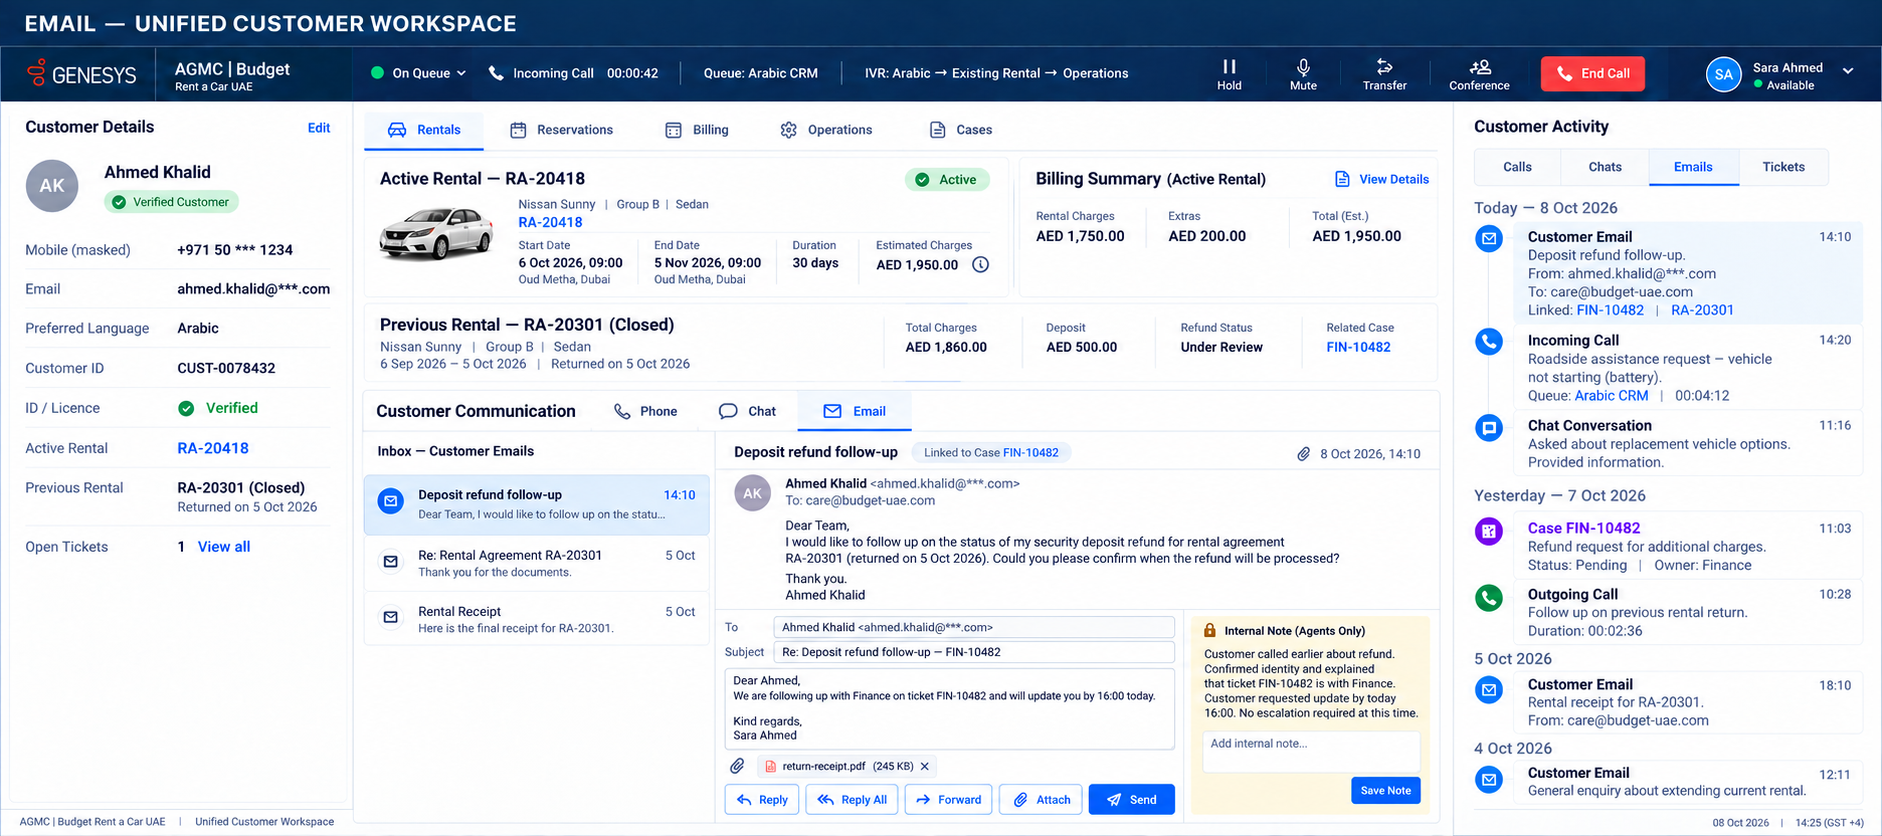 EMAIL — UNIFIED CUSTOMER WORKSPACE
GENESYS
AGMC | Budget
Rent a Car UAE
On Queue
Incoming Call 00:00:42
Queue: Arabic CRM
IVR: Arabic → Existing Rental → Operations
Hold
Mute
Transfer
Conference
End Call
SA
Sara Ahmed
Available
Customer Details
Edit
AK
Ahmed Khalid
Verified Customer
Mobile (masked) +971 50 *** 1234
Email ahmed.khalid@***.com
Preferred Language Arabic
Customer ID CUST-0078432
ID / Licence Verified
Active Rental RA-20418
Previous Rental RA-20301 (Closed)
Returned on 5 Oct 2026
Open Tickets 1 View all
Rentals
Reservations
Billing
Operations
Cases
Active Rental — RA-20418
Active
Nissan Sunny | Group B | Sedan
RA-20418
Start Date
6 Oct 2026, 09:00
Oud Metha, Dubai
End Date
5 Nov 2026, 09:00
Oud Metha, Dubai
Duration
30 days
Estimated Charges
AED 1,950.00
Billing Summary (Active Rental)
View Details
Rental Charges
AED 1,750.00
Extras
AED 200.00
Total (Est.)
AED 1,950.00
Previous Rental — RA-20301 (Closed)
Nissan Sunny | Group B | Sedan
6 Sep 2026 – 5 Oct 2026 | Returned on 5 Oct 2026
Total Charges
AED 1,860.00
Deposit
AED 500.00
Refund Status
Under Review
Related Case
FIN-10482
Customer Communication
Phone
Chat
Email
Inbox — Customer Emails
Deposit refund follow-up 14:10
Dear Team, I would like to follow up on the statu...
Re: Rental Agreement RA-20301 5 Oct
Thank you for the documents.
Rental Receipt 5 Oct
Here is the final receipt for RA-20301.
Deposit refund follow-up
Linked to Case FIN-10482
8 Oct 2026, 14:10
AK
Ahmed Khalid <ahmed.khalid@***.com>
To: care@budget-uae.com
Dear Team,
I would like to follow up on the status of my security deposit refund for rental agreement
RA-20301 (returned on 5 Oct 2026). Could you please confirm when the refund will be processed?
Thank you.
Ahmed Khalid
To Ahmed Khalid <ahmed.khalid@***.com>
Subject Re: Deposit refund follow-up — FIN-10482
Dear Ahmed,
We are following up with Finance on ticket FIN-10482 and will update you by 16:00 today.
Kind regards,
Sara Ahmed
return-receipt.pdf (245 KB)
Reply
Reply All
Forward
Attach
Send
Internal Note (Agents Only)
Customer called earlier about refund.
Confirmed identity and explained
that ticket FIN-10482 is with Finance.
Customer requested update by today
16:00. No escalation required at this time.
Add internal note...
Save Note
Customer Activity
Calls
Chats
Emails
Tickets
Today — 8 Oct 2026
Customer Email 14:10
Deposit refund follow-up.
From: ahmed.khalid@***.com
To: care@budget-uae.com
Linked: FIN-10482 | RA-20301
Incoming Call 14:20
Roadside assistance request — vehicle
not starting (battery).
Queue: Arabic CRM | 00:04:12
Chat Conversation 11:16
Asked about replacement vehicle options.
Provided information.
Yesterday — 7 Oct 2026
Case FIN-10482 11:03
Refund request for additional charges.
Status: Pending | Owner: Finance
Outgoing Call 10:28
Follow up on previous rental return.
Duration: 00:02:36
5 Oct 2026
Customer Email 18:10
Rental receipt for RA-20301.
From: care@budget-uae.com
4 Oct 2026
Customer Email 12:11
General enquiry about extending current rental.
AGMC | Budget Rent a Car UAE | Unified Customer Workspace
08 Oct 2026 | 14:25 (GST +4)